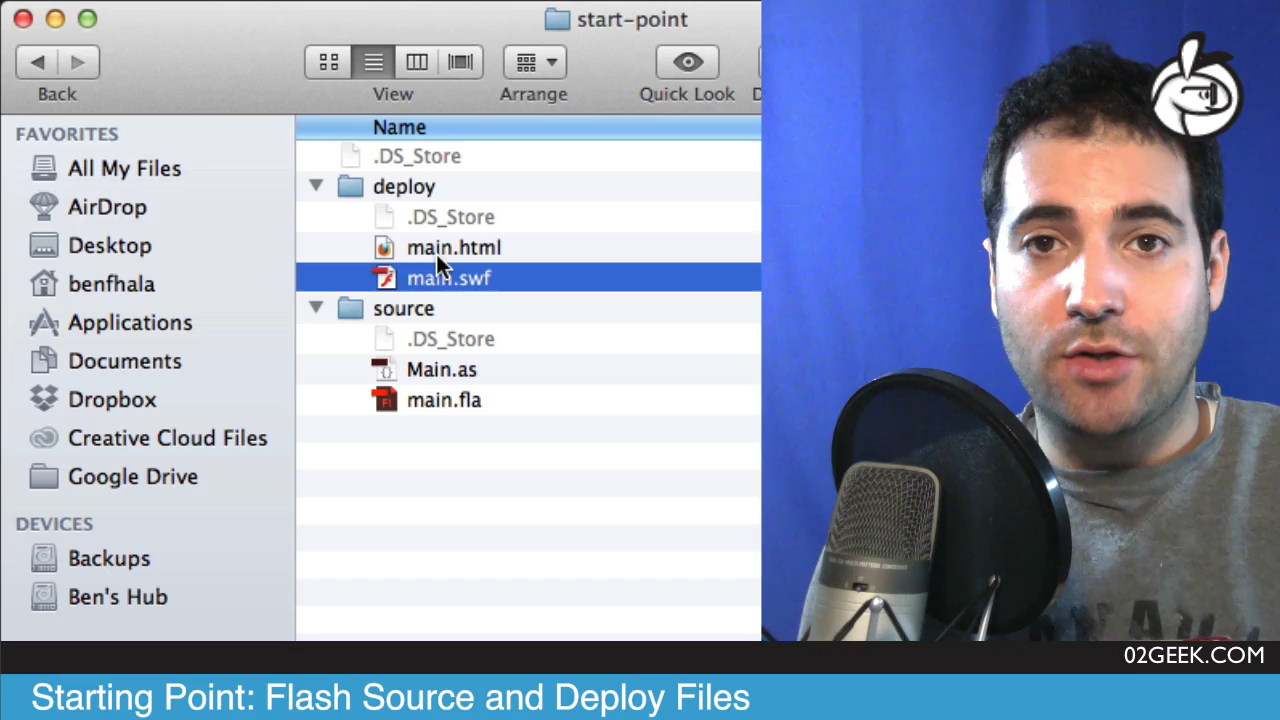 start-point
Back
View
Arrange
Quick Look
FAVORITES
All My Files
AirDrop
Desktop
benfhala
Applications
Documents
Dropbox
Creative Cloud Files
Google Drive
DEVICES
Backups
Ben's Hub
Name
.DS_Store
deploy
.DS_Store
main.html
main.swf
source
.DS_Store
Main.as
main.fla
02GEEK.COM
Starting Point: Flash Source and Deploy Files